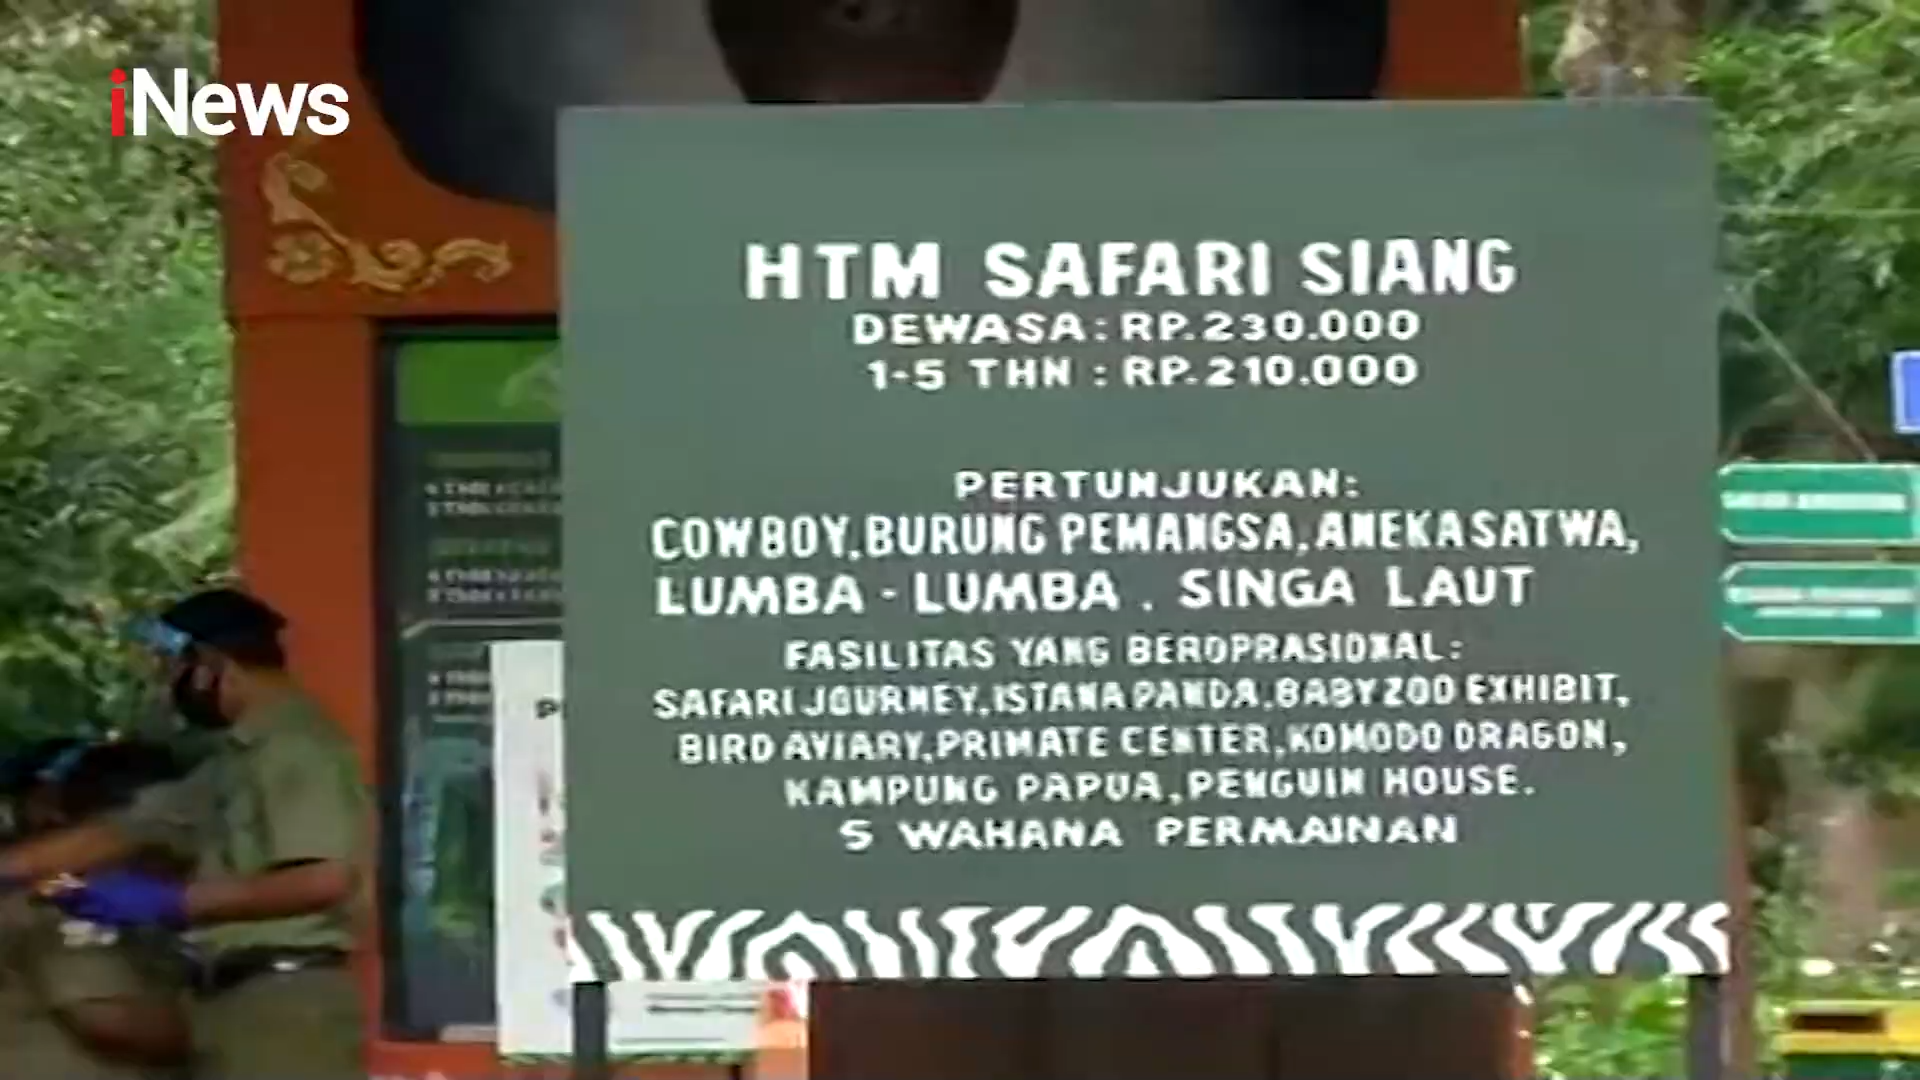 iNews
HTM SAFARI SIANG
DEWASA: RP.230.000
1-5 THN : RP.210.000
PERTUNJUKAN:
COWBOY, BURUNG PEMANGSA, ANEKA SATWA,
LUMBA - LUMBA . SINGA LAUT
FASILITAS YANG BEROPRASIONAL:
SAFARI JOURNEY, ISTANA PANDA, BABY ZOO EXHIBIT,
BIRD AVIARY, PRIMATE CENTER, KOMODO DRAGON,
KAMPUNG PAPUA, PENGUIN HOUSE.
5 WAHANA PERMAINAN